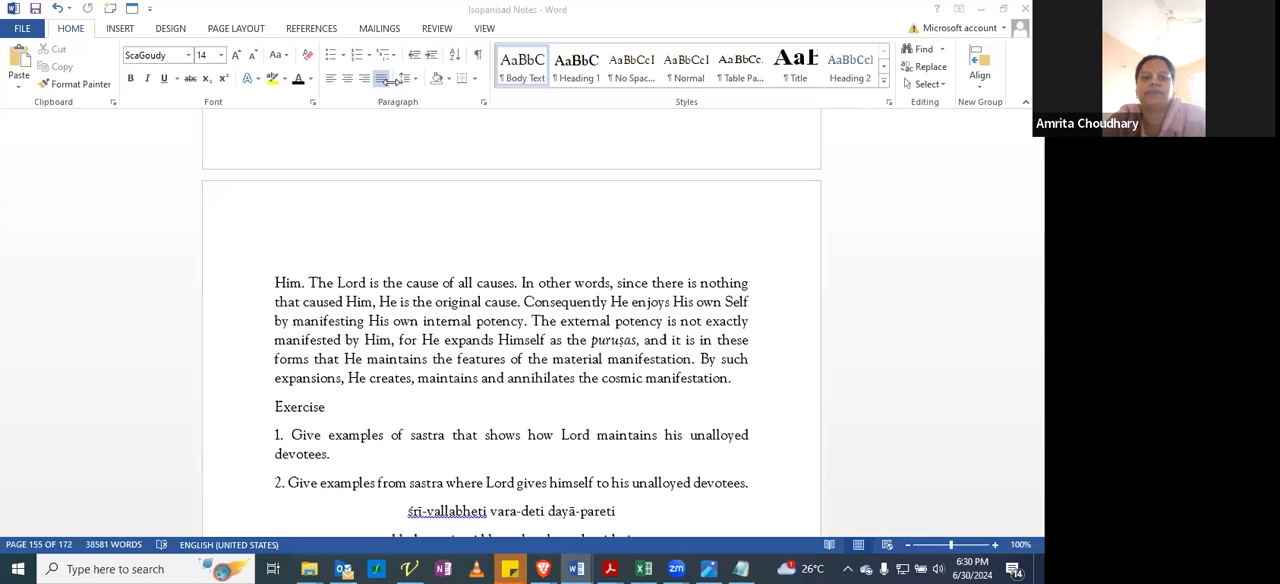 Isopanisad Notes - Word
FILE HOME INSERT DESIGN PAGE LAYOUT REFERENCES MAILINGS REVIEW VIEW Microsoft account
Paste Cut Copy Format Painter
ScaGoudy 14
AaBbC AaBbC AaBbCcI AaBbCcI AaBbCc. AaBbCcI
¶ Body Text ¶ Heading 1 ¶ No Spac... ¶ Normal ¶ Table Pa... ¶ Title Heading 2
Find Replace Select Align
Clipboard Font Paragraph Styles Editing New Group
Amrita Choudhary
Him. The Lord is the cause of all causes. In other words, since there is nothing
that caused Him, He is the original cause. Consequently He enjoys His own Self
by manifesting His own internal potency. The external potency is not exactly
manifested by Him, for He expands Himself as the puruṣas, and it is in these
forms that He maintains the features of the material manifestation. By such
expansions, He creates, maintains and annihilates the cosmic manifestation.
Exercise
1. Give examples of sastra that shows how Lord maintains his unalloyed
devotees.
2. Give examples from sastra where Lord gives himself to his unalloyed devotees.
śrī-vallabheti vara-deti dayā-pareti
PAGE 155 OF 172 38581 WORDS ENGLISH (UNITED STATES) 100%
Type here to search 26°C 6:30 PM
6/30/2024